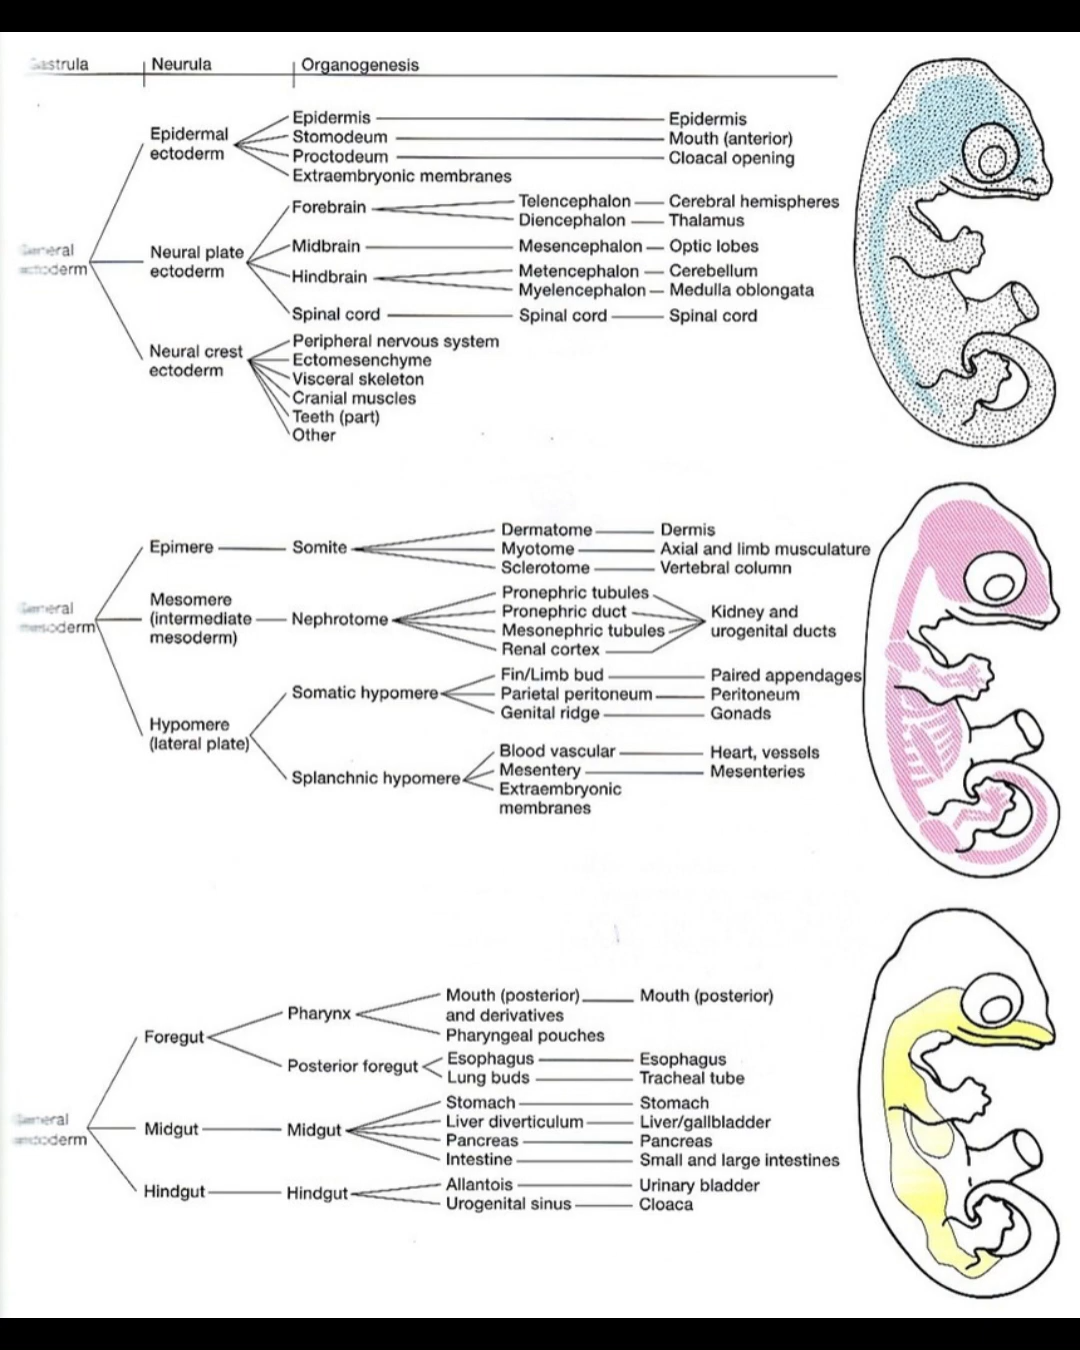 Gastrula Neurula Organogenesis
Epidermis Epidermis
Epidermal Stomodeum Mouth (anterior)
ectoderm Proctodeum Cloacal opening
Extraembryonic membranes
Telencephalon Cerebral hemispheres
Forebrain
Diencephalon Thalamus
General Neural plate Midbrain Mesencephalon Optic lobes
ectoderm ectoderm Hindbrain Metencephalon Cerebellum
Myelencephalon Medulla oblongata
Spinal cord Spinal cord Spinal cord
Peripheral nervous system
Neural crest Ectomesenchyme
ectoderm Visceral skeleton
Cranial muscles
Teeth (part)
Other
Dermatome Dermis
Epimere Somite Myotome Axial and limb musculature
Sclerotome Vertebral column
Mesomere Pronephric tubules
General (intermediate Nephrotome Pronephric duct Kidney and
mesoderm mesoderm) Mesonephric tubules urogenital ducts
Renal cortex
Fin/Limb bud Paired appendages
Somatic hypomere Parietal peritoneum Peritoneum
Genital ridge Gonads
Hypomere
(lateral plate)
Blood vascular Heart, vessels
Splanchnic hypomere Mesentery Mesenteries
Extraembryonic
membranes
Mouth (posterior) Mouth (posterior)
Pharynx and derivatives
Foregut Pharyngeal pouches
Posterior foregut Esophagus Esophagus
Lung buds Tracheal tube
Stomach Stomach
General Liver diverticulum Liver/gallbladder
endoderm Midgut Midgut Pancreas Pancreas
Intestine Small and large intestines
Hindgut Hindgut Allantois Urinary bladder
Urogenital sinus Cloaca